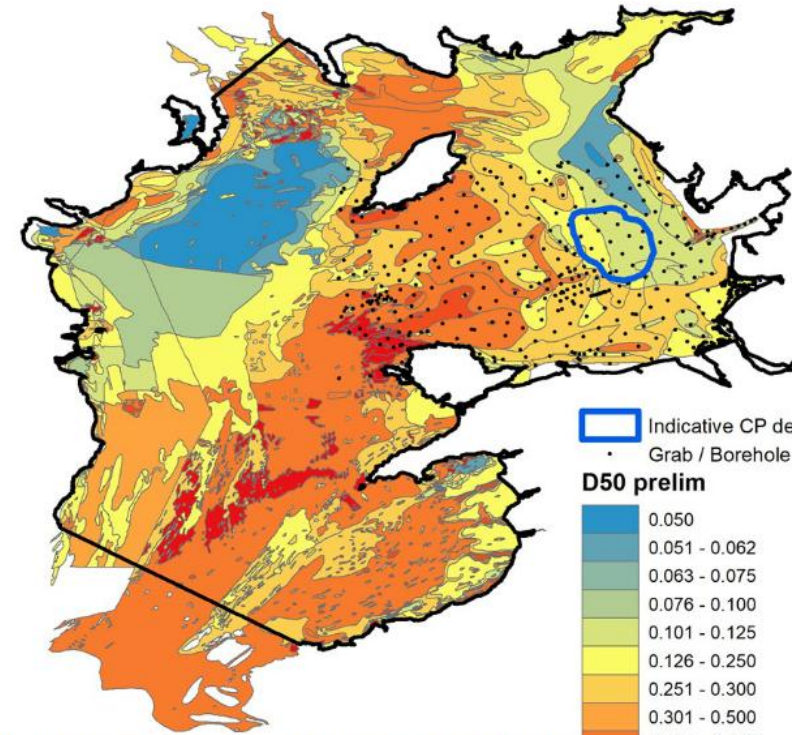 Indicative CP de
Grab / Borehole
D50 prelim
0.050
0.051 - 0.062
0.063 - 0.075
0.076 - 0.100
0.101 - 0.125
0.126 - 0.250
0.251 - 0.300
0.301 - 0.500